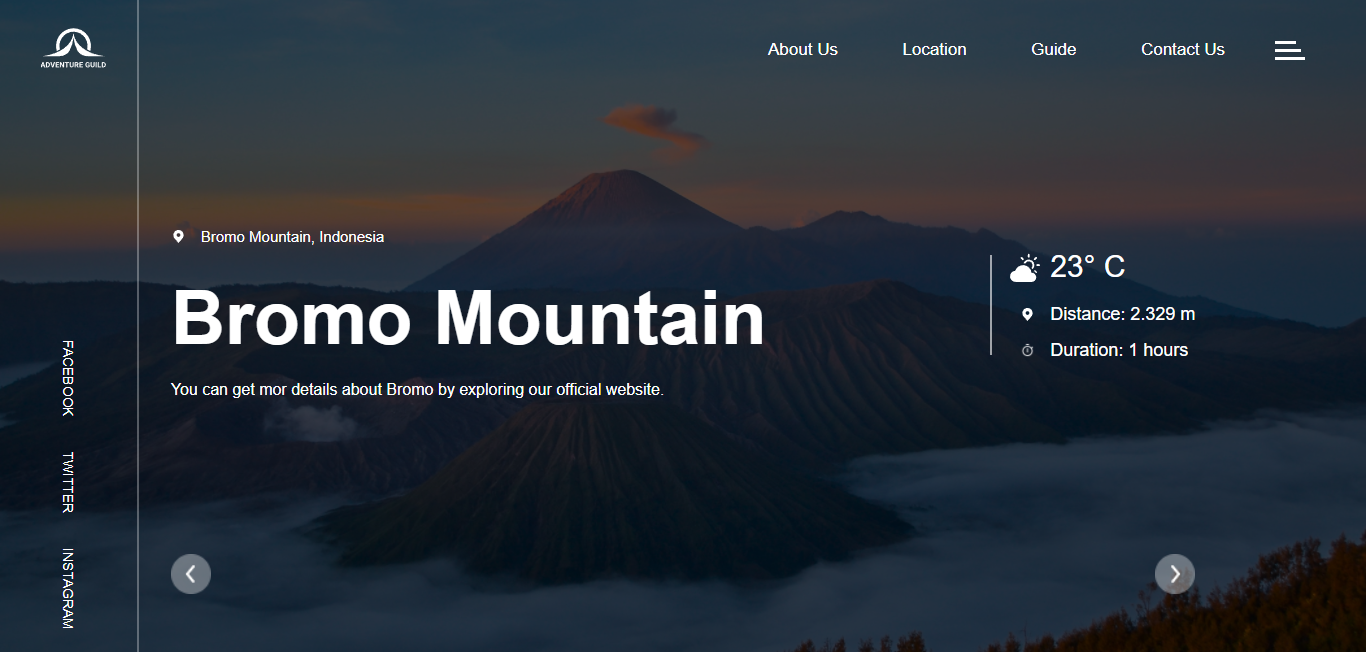 ADVENTURE GUILD
About Us
Location
Guide
Contact Us
Bromo Mountain, Indonesia
Bromo Mountain
You can get mor details about Bromo by exploring our official website.
23° C
Distance: 2.329 m
Duration: 1 hours
FACEBOOK
TWITTER
INSTAGRAM